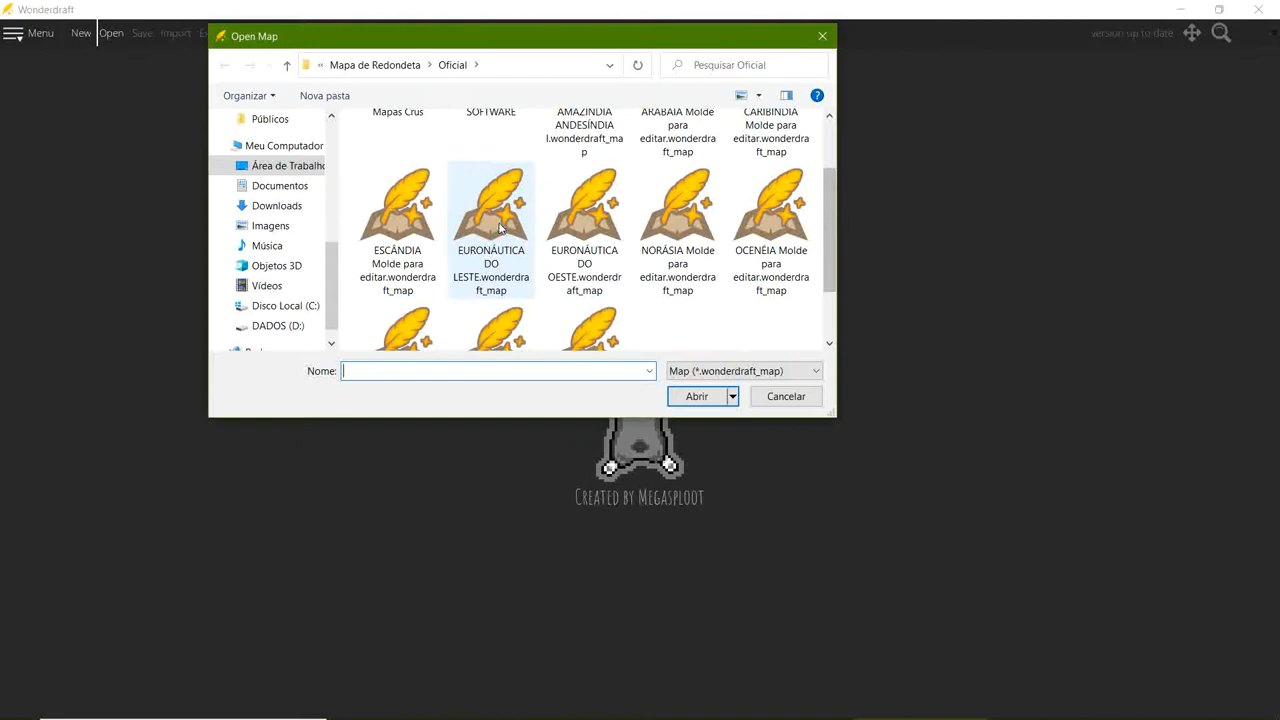 Wonderdraft
Menu New Open Save Import
version up to date
Open Map
« Mapa de Redondeta > Oficial >
Pesquisar Oficial
Organizar
Nova pasta
Públicos
Meu Computador
Área de Trabalho
Documentos
Downloads
Imagens
Música
Objetos 3D
Vídeos
Disco Local (C:)
DADOS (D:)
Mapas Crus
SOFTWARE
AMAZÍNDIA
ANDESÍNDIA
I.wonderdraft_ma
p
ARABAIA Molde
para
editar.wonderdra
ft_map
CARIBÍNDIA
Molde para
editar.wonderdra
ft_map
ESCÂNDIA
Molde para
editar.wonderdra
ft_map
EURONÁUTICA
DO
LESTE.wonderdra
ft_map
EURONÁUTICA
DO
OESTE.wonderdr
aft_map
NORÁSIA Molde
para
editar.wonderdra
ft_map
OCENÉIA Molde
para
editar.wonderdra
ft_map
Nome:
Map (*.wonderdraft_map)
Abrir
Cancelar
Created by Megasploot